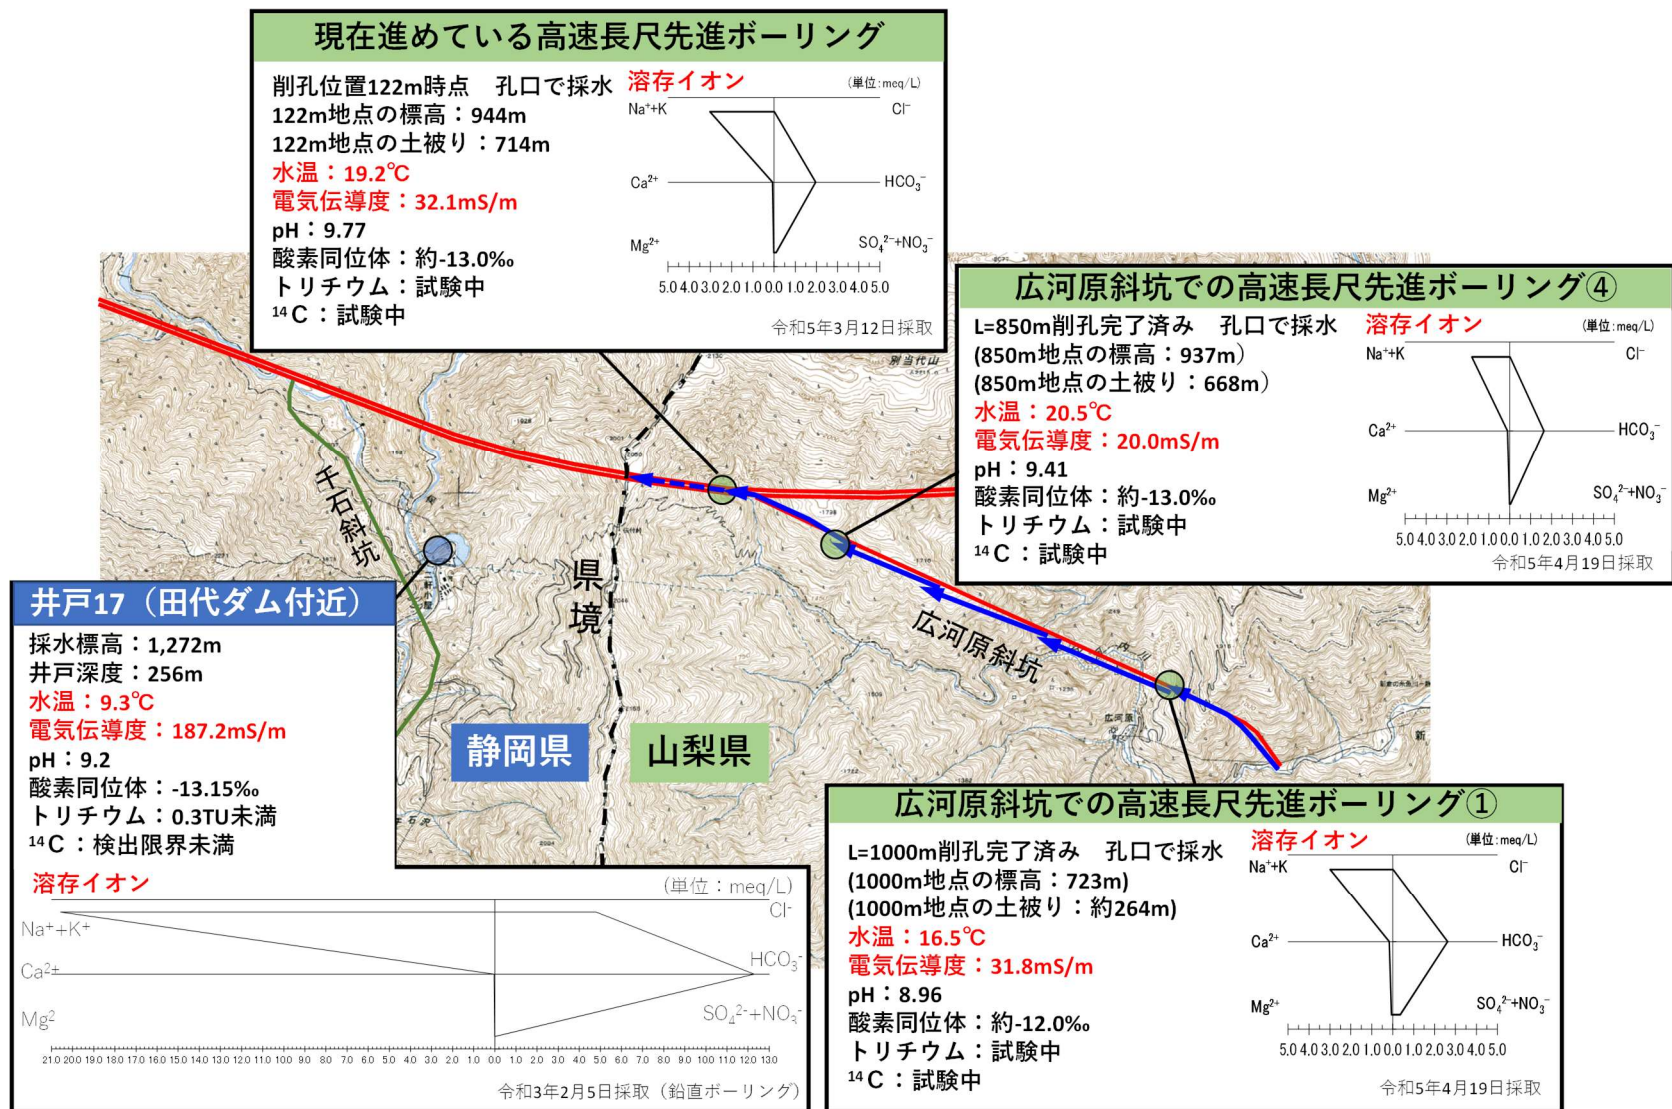 現在進めている高速長尺先進ボーリング
削孔位置122m時点 孔口で採水
122m地点の標高：944m
122m地点の土被り：714m
水温：19.2℃
電気伝導度：32.1mS/m
pH：9.77
酸素同位体：約-13.0‰
トリチウム：試験中
¹⁴C：試験中
溶存イオン
(単位:meq/L)
Na⁺+K
Cl⁻
Ca²⁺
HCO₃⁻
Mg²⁺
SO₄²⁻+NO₃⁻
5.0 4.0 3.0 2.0 1.0 0.0 1.0 2.0 3.0 4.0 5.0
令和5年3月12日採取
広河原斜坑での高速長尺先進ボーリング④
L=850m削孔完了済み 孔口で採水
(850m地点の標高：937m）
(850m地点の土被り：668m）
水温：20.5℃
電気伝導度：20.0mS/m
pH：9.41
酸素同位体：約-13.0‰
トリチウム：試験中
¹⁴C：試験中
溶存イオン
(単位:meq/L)
Na⁺+K
Cl⁻
Ca²⁺
HCO₃⁻
Mg²⁺
SO₄²⁻+NO₃⁻
5.0 4.0 3.0 2.0 1.0 0.0 1.0 2.0 3.0 4.0 5.0
令和5年4月19日採取
別当代山
千石斜坑
二軒小屋
県境
広河原斜坑
広河原
新
静岡県
山梨県
井戸17（田代ダム付近）
採水標高：1,272m
井戸深度：256m
水温：9.3℃
電気伝導度：187.2mS/m
pH：9.2
酸素同位体：-13.15‰
トリチウム：0.3TU未満
¹⁴C：検出限界未満
溶存イオン
(単位：meq/L)
Na⁺+K⁺
Cl⁻
Ca²⁺
HCO₃⁻
Mg²
SO₄²⁻+NO₃⁻
21.0 20.0 19.0 18.0 17.0 16.0 15.0 14.0 13.0 12.0 11.0 10.0 9.0 8.0 7.0 6.0 5.0 4.0 3.0 2.0 1.0 0.0 1.0 2.0 3.0 4.0 5.0 6.0 7.0 8.0 9.0 10.0 11.0 12.0 13.0
令和3年2月5日採取（鉛直ボーリング）
広河原斜坑での高速長尺先進ボーリング①
L=1000m削孔完了済み 孔口で採水
(1000m地点の標高：723m)
(1000m地点の土被り：約264m)
水温：16.5℃
電気伝導度：31.8mS/m
pH：8.96
酸素同位体：約-12.0‰
トリチウム：試験中
¹⁴C：試験中
溶存イオン
(単位:meq/L)
Na⁺+K
Cl⁻
Ca²⁺
HCO₃⁻
Mg²⁺
SO₄²⁻+NO₃⁻
5.0 4.0 3.0 2.0 1.0 0.0 1.0 2.0 3.0 4.0 5.0
令和5年4月19日採取